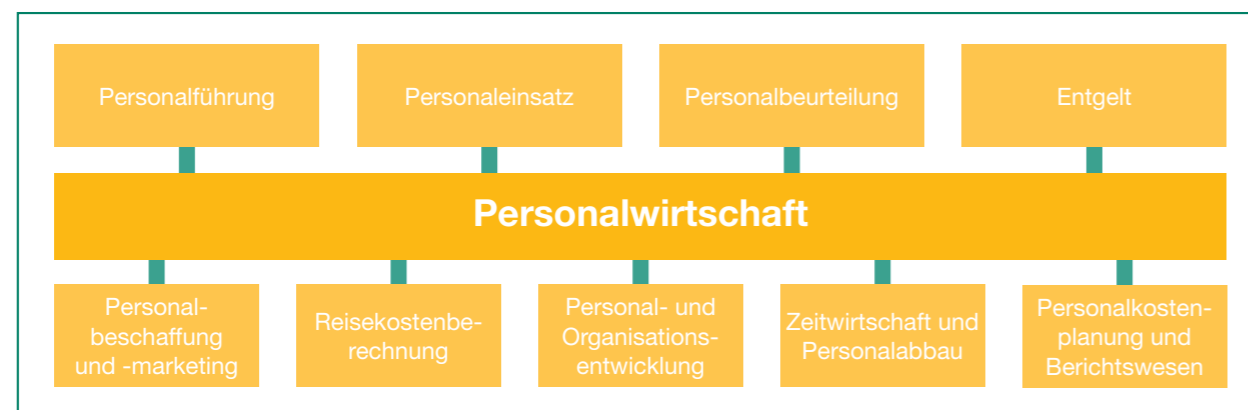 Personalführung
Personaleinsatz
Personalbeurteilung
Entgelt
Personalwirtschaft
Personal-
beschaffung
und -marketing
Reisekostenbe-
rechnung
Personal- und
Organisations-
entwicklung
Zeitwirtschaft und
Personalabbau
Personalkosten-
planung und
Berichtswesen